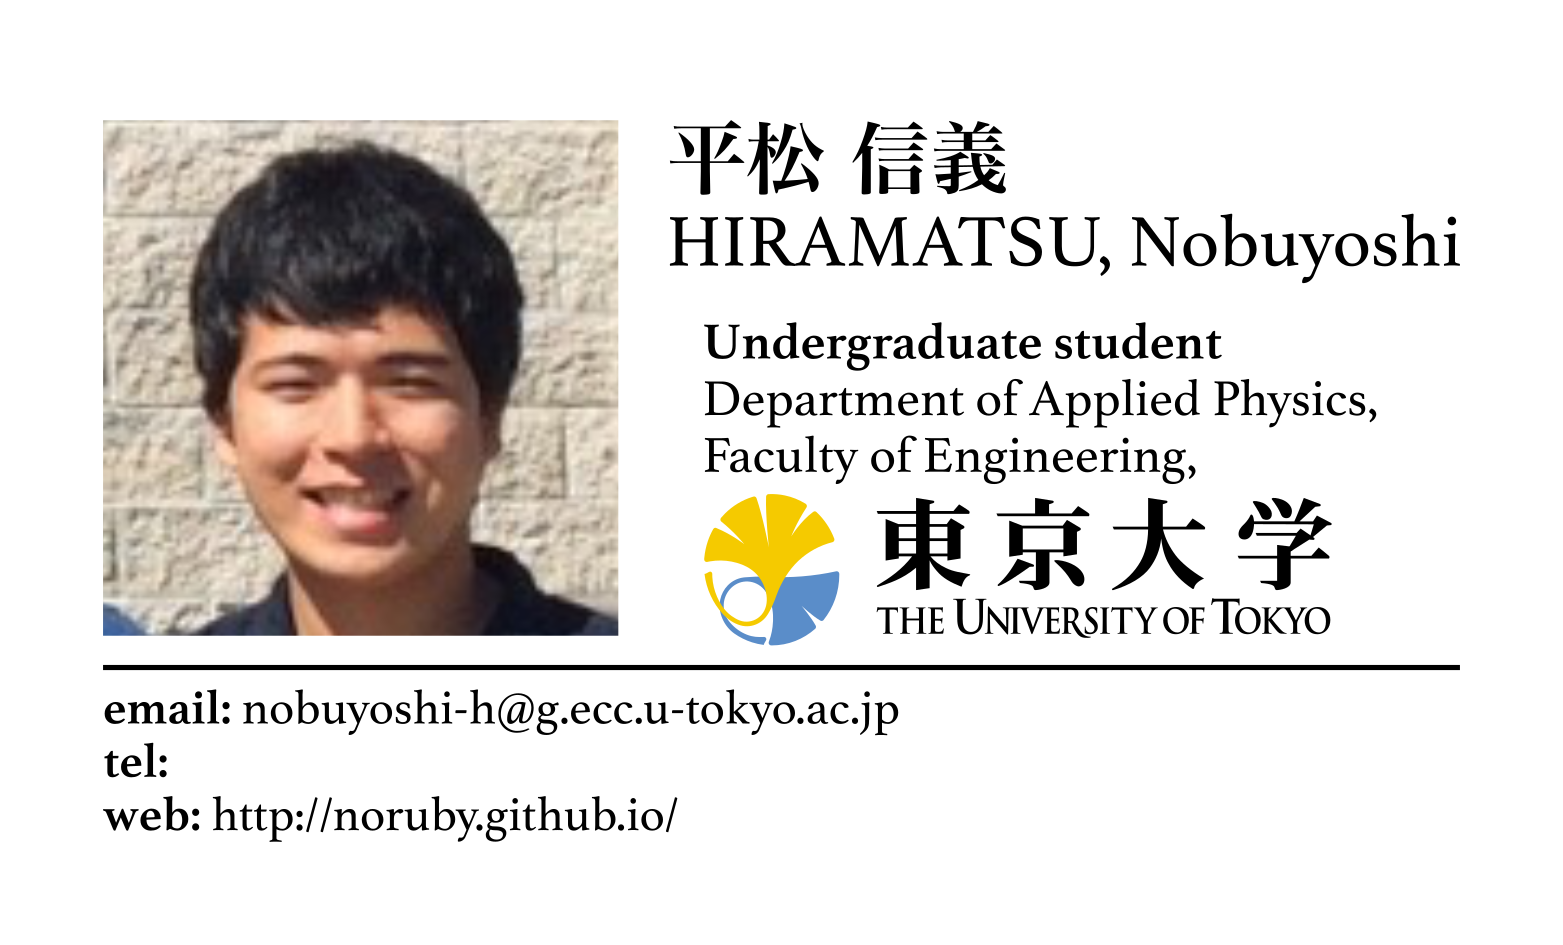 平松 信義
HIRAMATSU, Nobuyoshi
Undergraduate student
Department of Applied Physics,
Faculty of Engineering,
東京大学
THE UNIVERSITY OF TOKYO
email: nobuyoshi-h@g.ecc.u-tokyo.ac.jp
tel:
web: http://noruby.github.io/